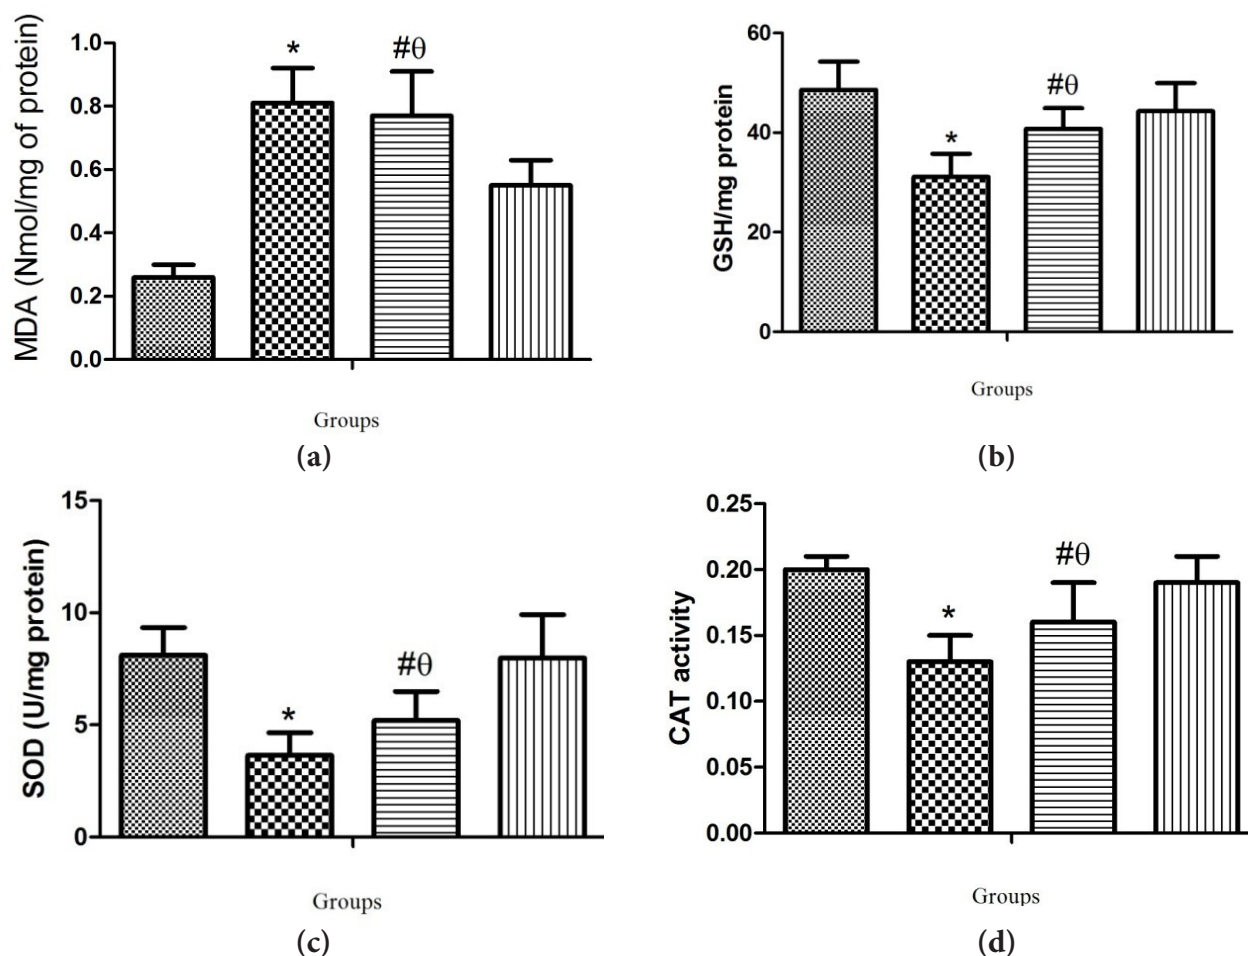 MDA (Nmol/mg of protein)
1.0
0.8
0.6
0.4
0.2
0.0
*
#θ
Groups
(a)
GSH/mg protein
60
40
20
0
*
#θ
Groups
(b)
SOD (U/mg protein)
15
10
5
0
*
#θ
Groups
(c)
CAT activity
0.25
0.20
0.15
0.10
0.05
0.00
*
#θ
Groups
(d)